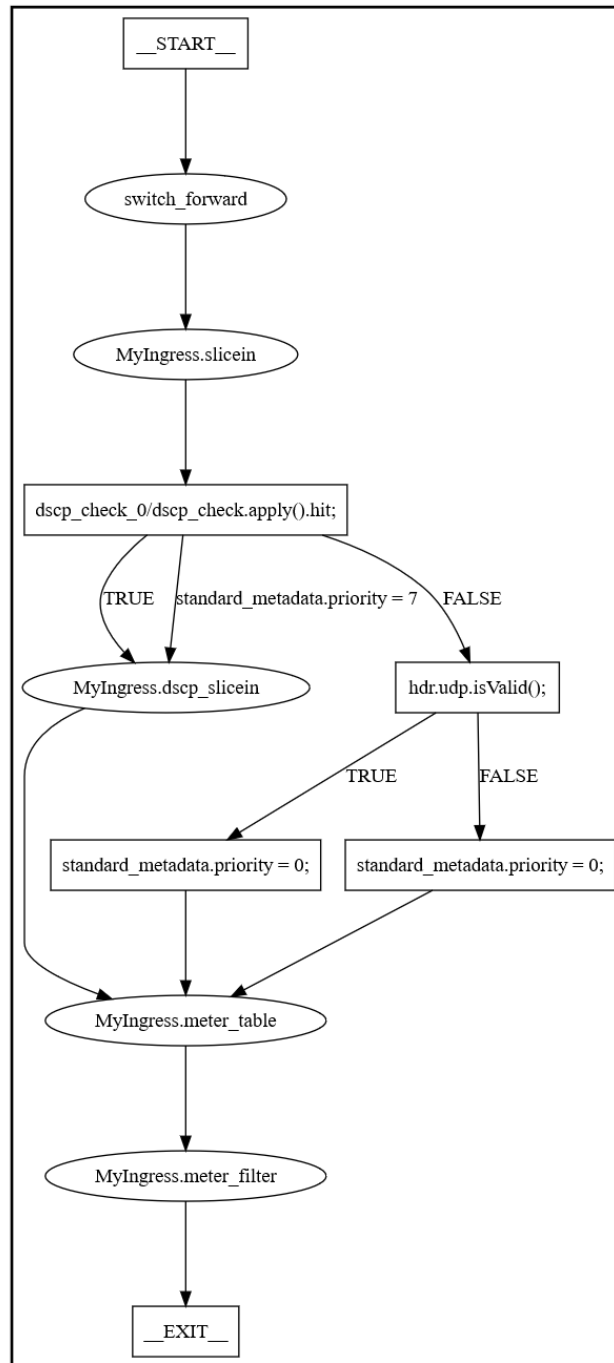 __START__
switch_forward
MyIngress.slicein
dscp_check_0/dscp_check.apply().hit;
TRUE
standard_metadata.priority = 7
FALSE
MyIngress.dscp_slicein
hdr.udp.isValid();
TRUE
FALSE
standard_metadata.priority = 0;
standard_metadata.priority = 0;
MyIngress.meter_table
MyIngress.meter_filter
__EXIT__